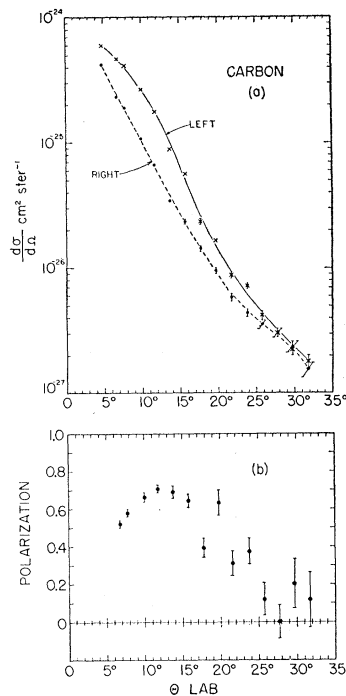 10⁻²⁴
CARBON
(a)
LEFT
10⁻²⁵
RIGHT
dσ/dΩ cm² ster⁻¹
10⁻²⁶
10⁻²⁷
0 5° 10° 15° 20° 25° 30° 35°
1.0
(b)
0.8
0.6
POLARIZATION
0.4
0.2
0
0 5° 10° 15° 20° 25° 30° 35°
Θ LAB